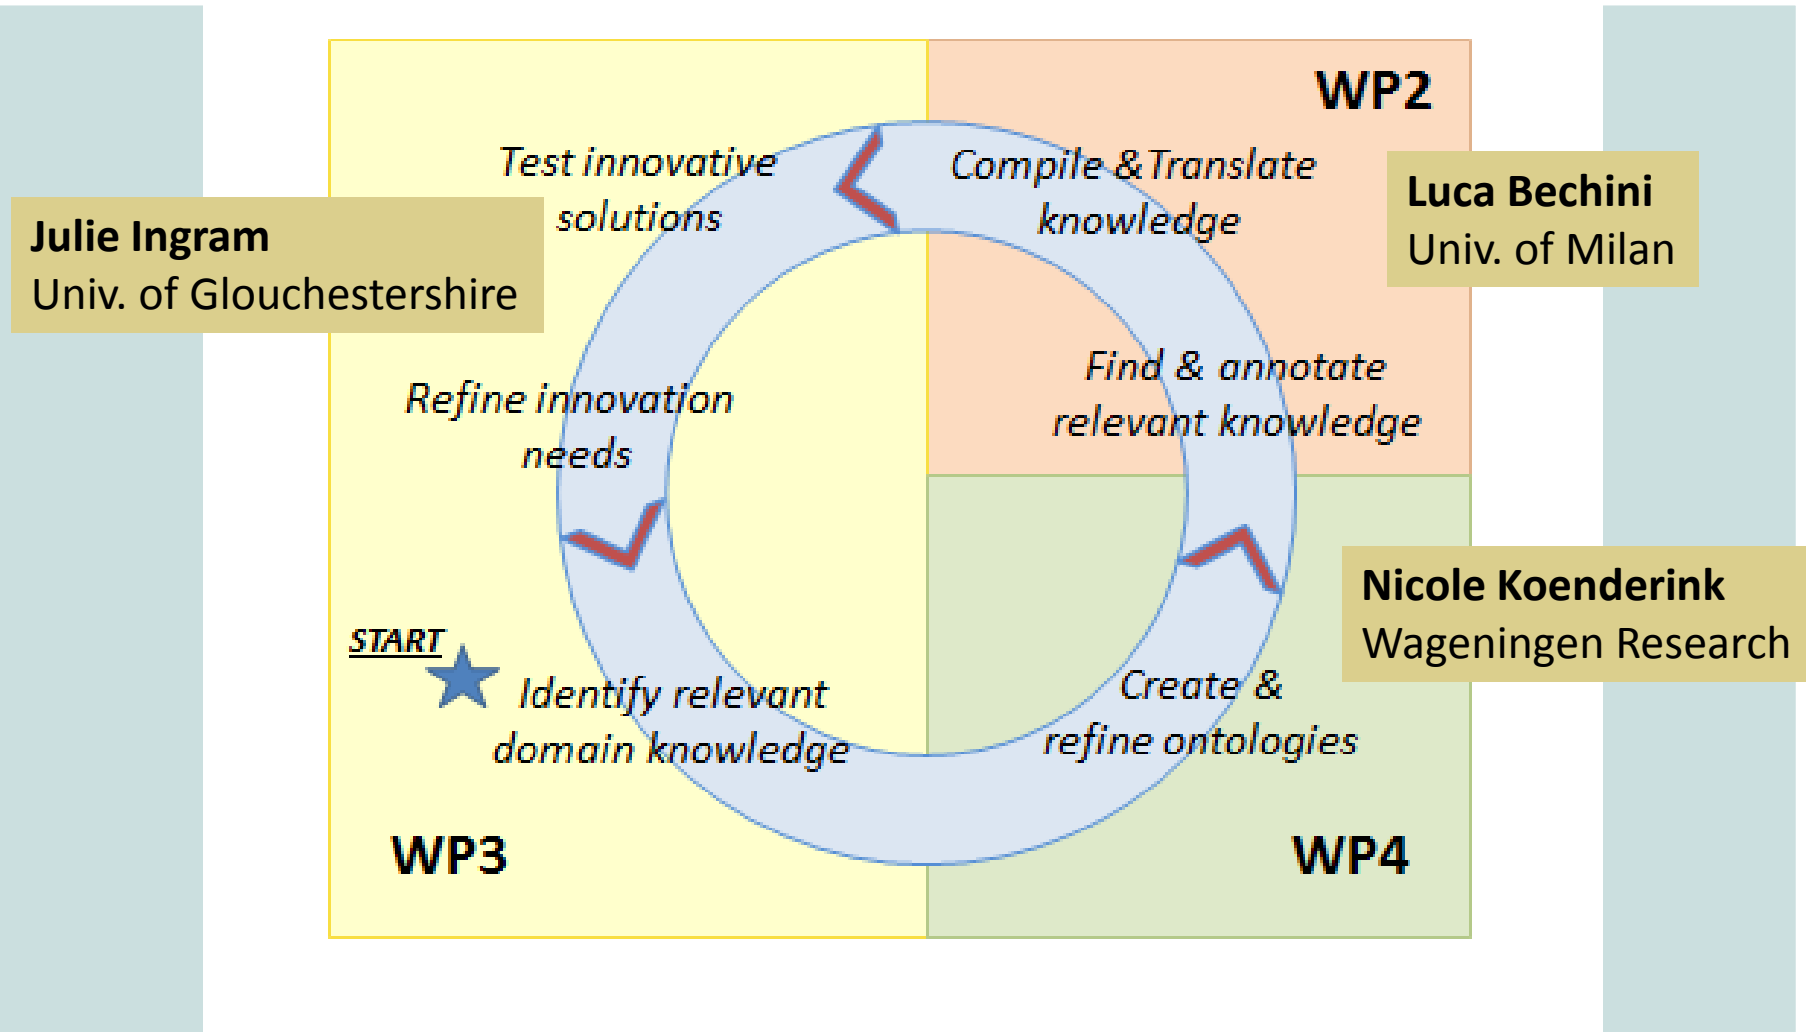 WP2
Test innovative
solutions
Compile &Translate
knowledge
Luca Bechini
Univ. of Milan
Julie Ingram
Univ. of Glouchestershire
Find & annotate
relevant knowledge
Refine innovation
needs
Nicole Koenderink
Wageningen Research
START
Identify relevant
domain knowledge
Create &
refine ontologies
WP3
WP4